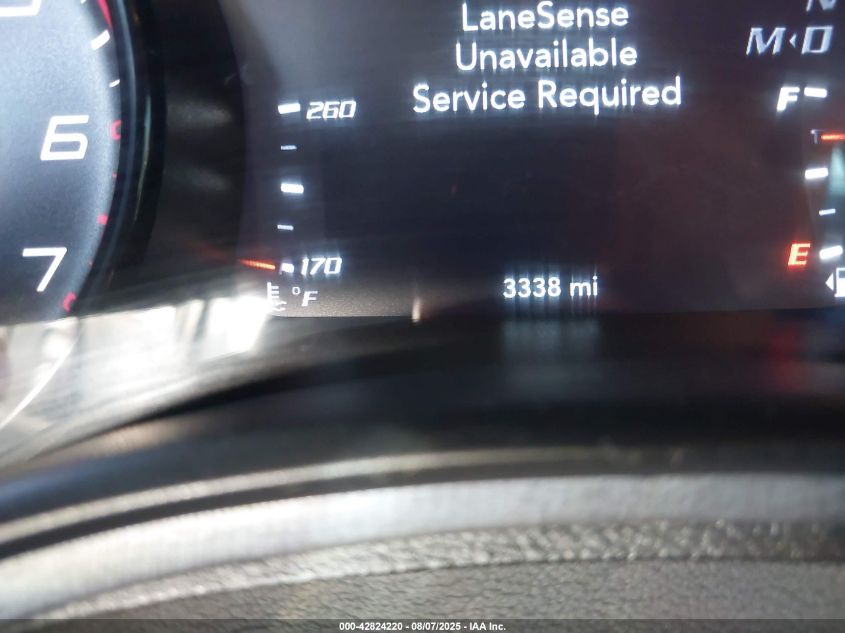 LaneSense
Unavailable
Service Required
M‹D
260
F
6
E
7
170
°F
3338 mi
000-42824220 - 08/07/2025 - IAA Inc.